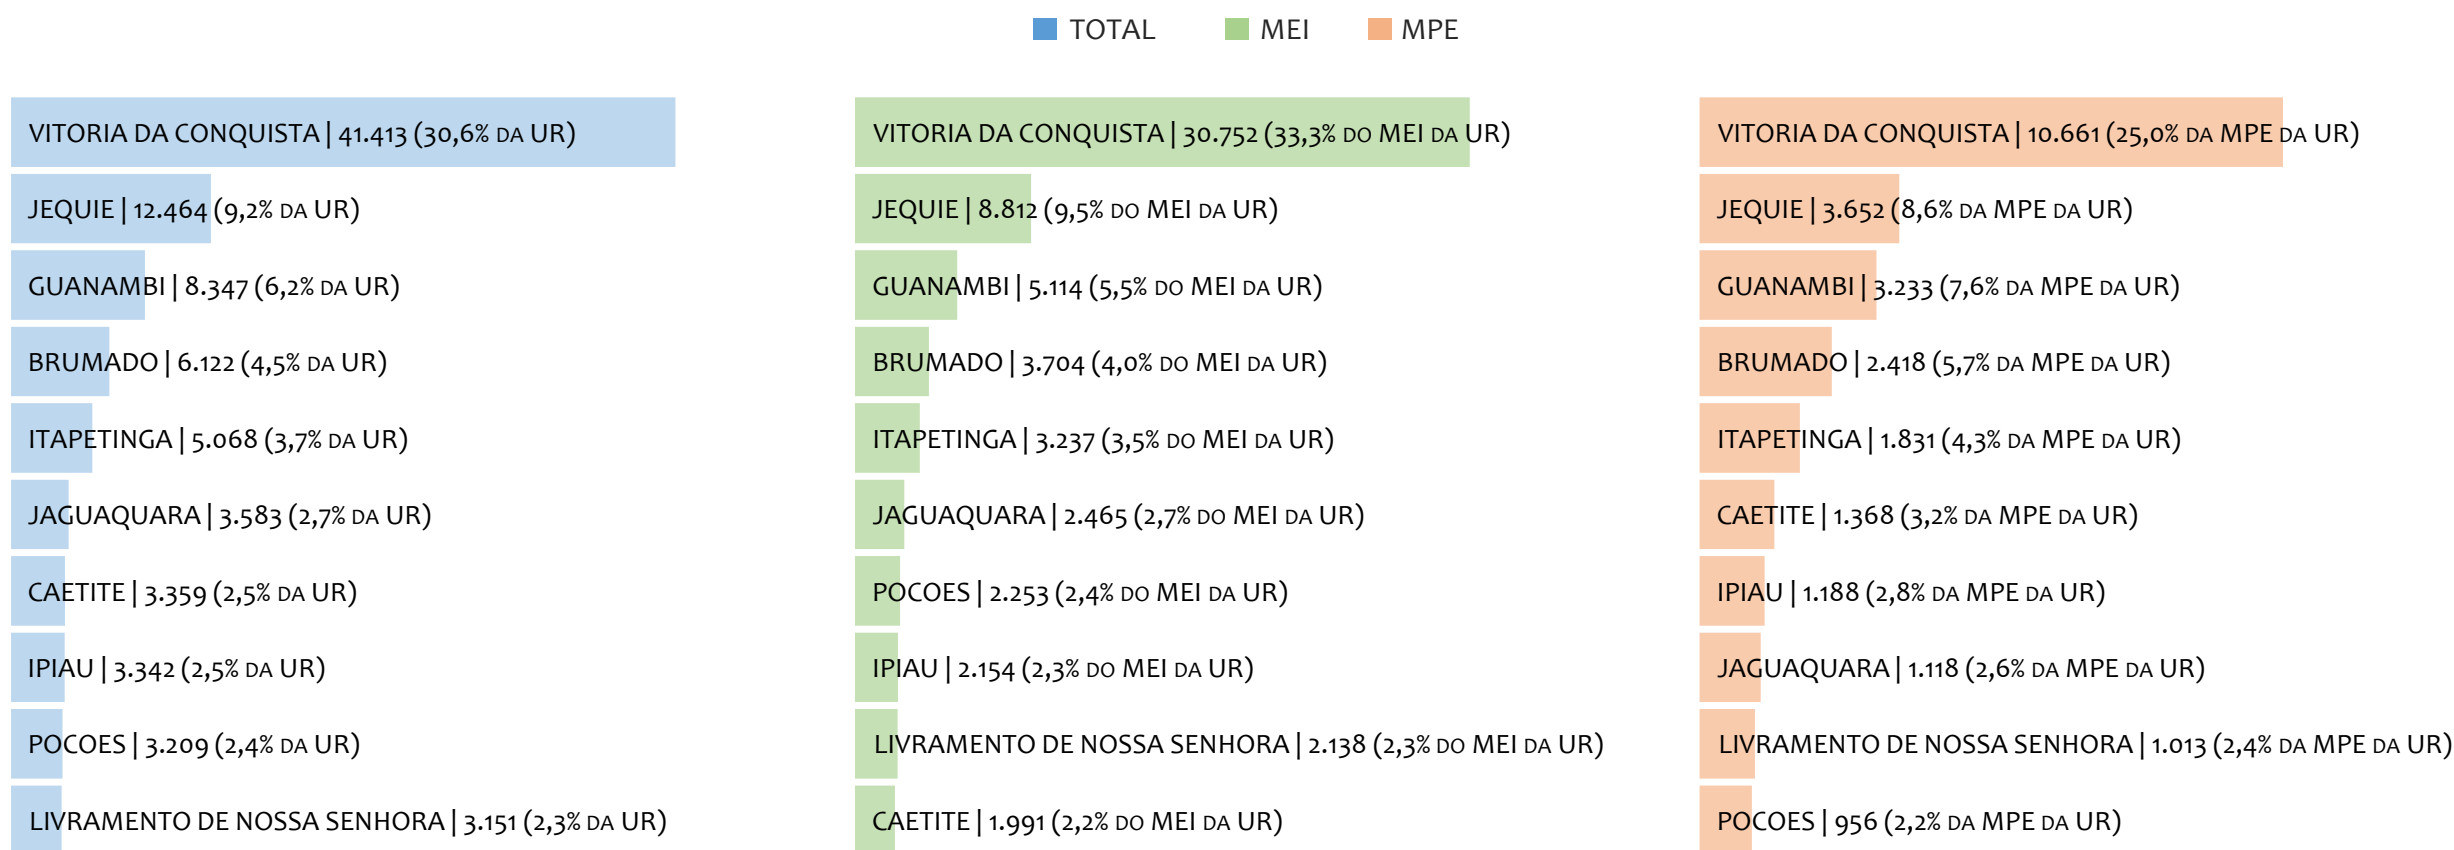 TOTAL MEI MPE
VITORIA DA CONQUISTA | 41.413 (30,6% DA UR)
JEQUIE | 12.464 (9,2% DA UR)
GUANAMBI | 8.347 (6,2% DA UR)
BRUMADO | 6.122 (4,5% DA UR)
ITAPETINGA | 5.068 (3,7% DA UR)
JAGUAQUARA | 3.583 (2,7% DA UR)
CAETITE | 3.359 (2,5% DA UR)
IPIAU | 3.342 (2,5% DA UR)
POCOES | 3.209 (2,4% DA UR)
LIVRAMENTO DE NOSSA SENHORA | 3.151 (2,3% DA UR)
VITORIA DA CONQUISTA | 30.752 (33,3% DO MEI DA UR)
JEQUIE | 8.812 (9,5% DO MEI DA UR)
GUANAMBI | 5.114 (5,5% DO MEI DA UR)
BRUMADO | 3.704 (4,0% DO MEI DA UR)
ITAPETINGA | 3.237 (3,5% DO MEI DA UR)
JAGUAQUARA | 2.465 (2,7% DO MEI DA UR)
POCOES | 2.253 (2,4% DO MEI DA UR)
IPIAU | 2.154 (2,3% DO MEI DA UR)
LIVRAMENTO DE NOSSA SENHORA | 2.138 (2,3% DO MEI DA UR)
CAETITE | 1.991 (2,2% DO MEI DA UR)
VITORIA DA CONQUISTA | 10.661 (25,0% DA MPE DA UR)
JEQUIE | 3.652 (8,6% DA MPE DA UR)
GUANAMBI | 3.233 (7,6% DA MPE DA UR)
BRUMADO | 2.418 (5,7% DA MPE DA UR)
ITAPETINGA | 1.831 (4,3% DA MPE DA UR)
CAETITE | 1.368 (3,2% DA MPE DA UR)
IPIAU | 1.188 (2,8% DA MPE DA UR)
JAGUAQUARA | 1.118 (2,6% DA MPE DA UR)
LIVRAMENTO DE NOSSA SENHORA | 1.013 (2,4% DA MPE DA UR)
POCOES | 956 (2,2% DA MPE DA UR)